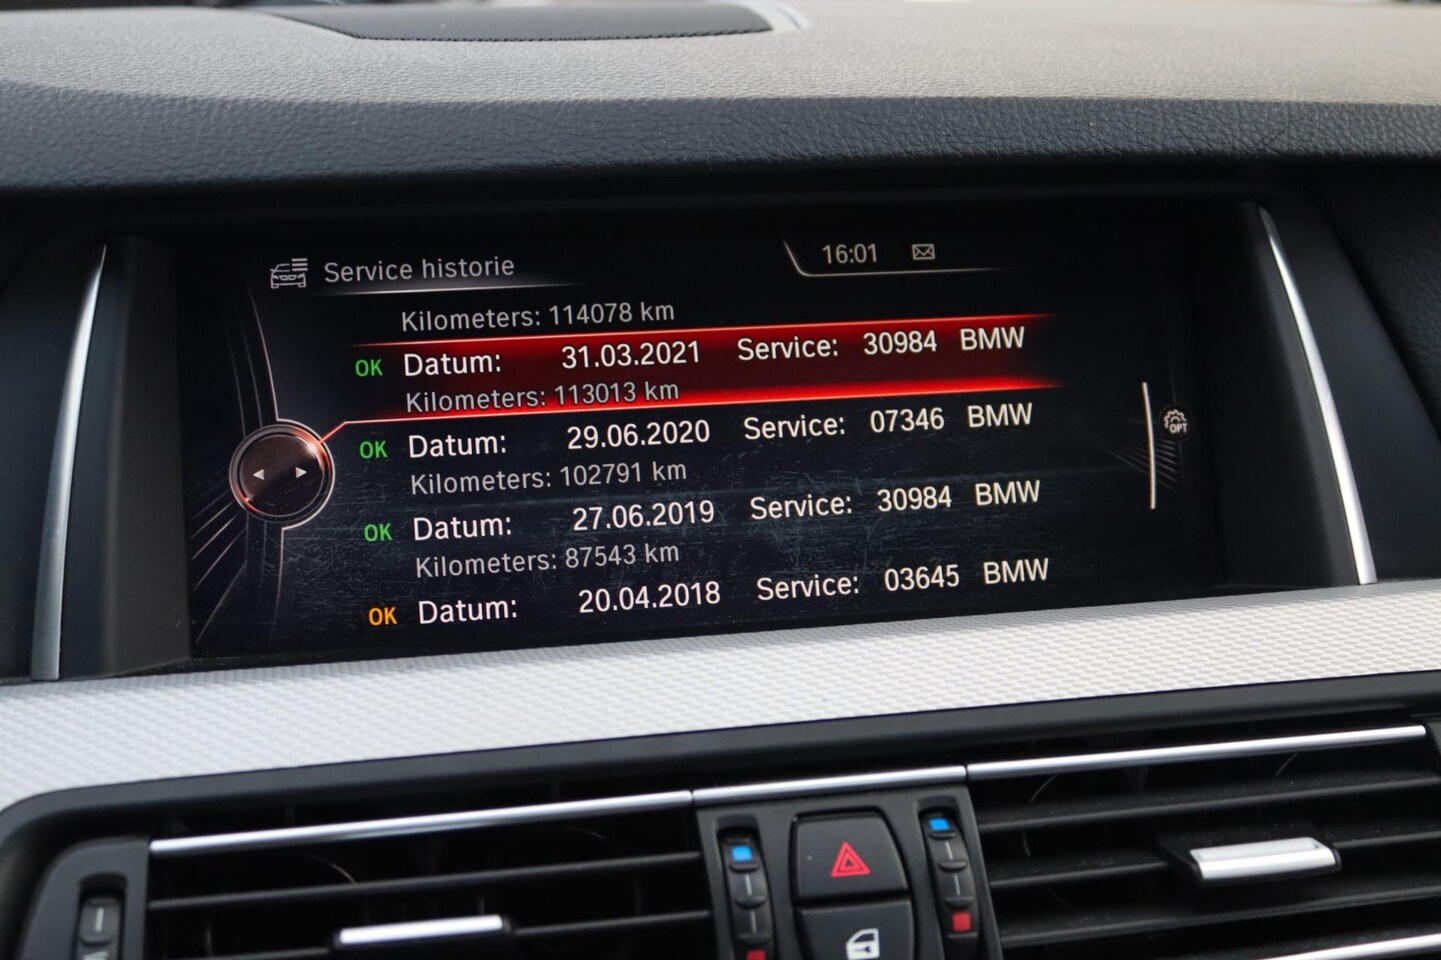 Service historie
16:01
Kilometers: 114078 km
OK Datum: 31.03.2021 Service: 30984 BMW
Kilometers: 113013 km
OK Datum: 29.06.2020 Service: 07346 BMW
Kilometers: 102791 km
OK Datum: 27.06.2019 Service: 30984 BMW
Kilometers: 87543 km
OK Datum: 20.04.2018 Service: 03645 BMW
OPT